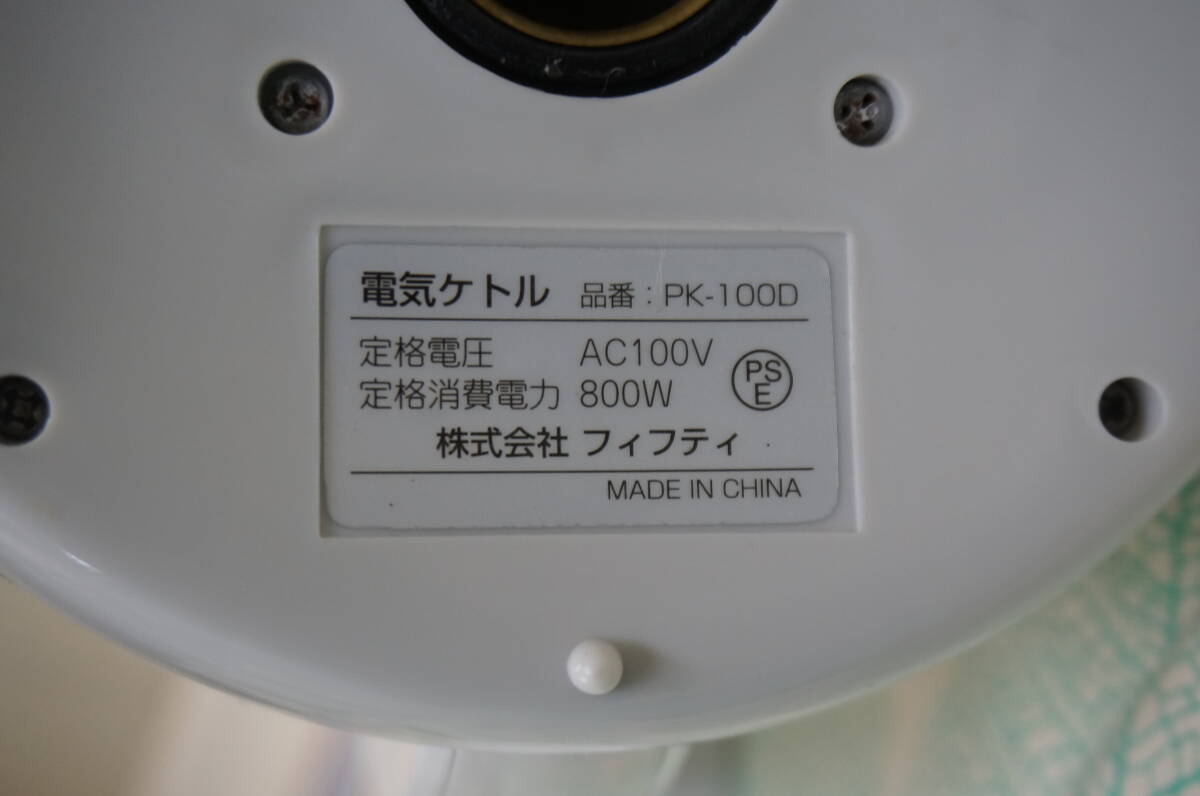 電気ケトル 品番：PK-100D
定格電圧 AC100V
定格消費電力 800W
PSE
株式会社 フィフティ
MADE IN CHINA